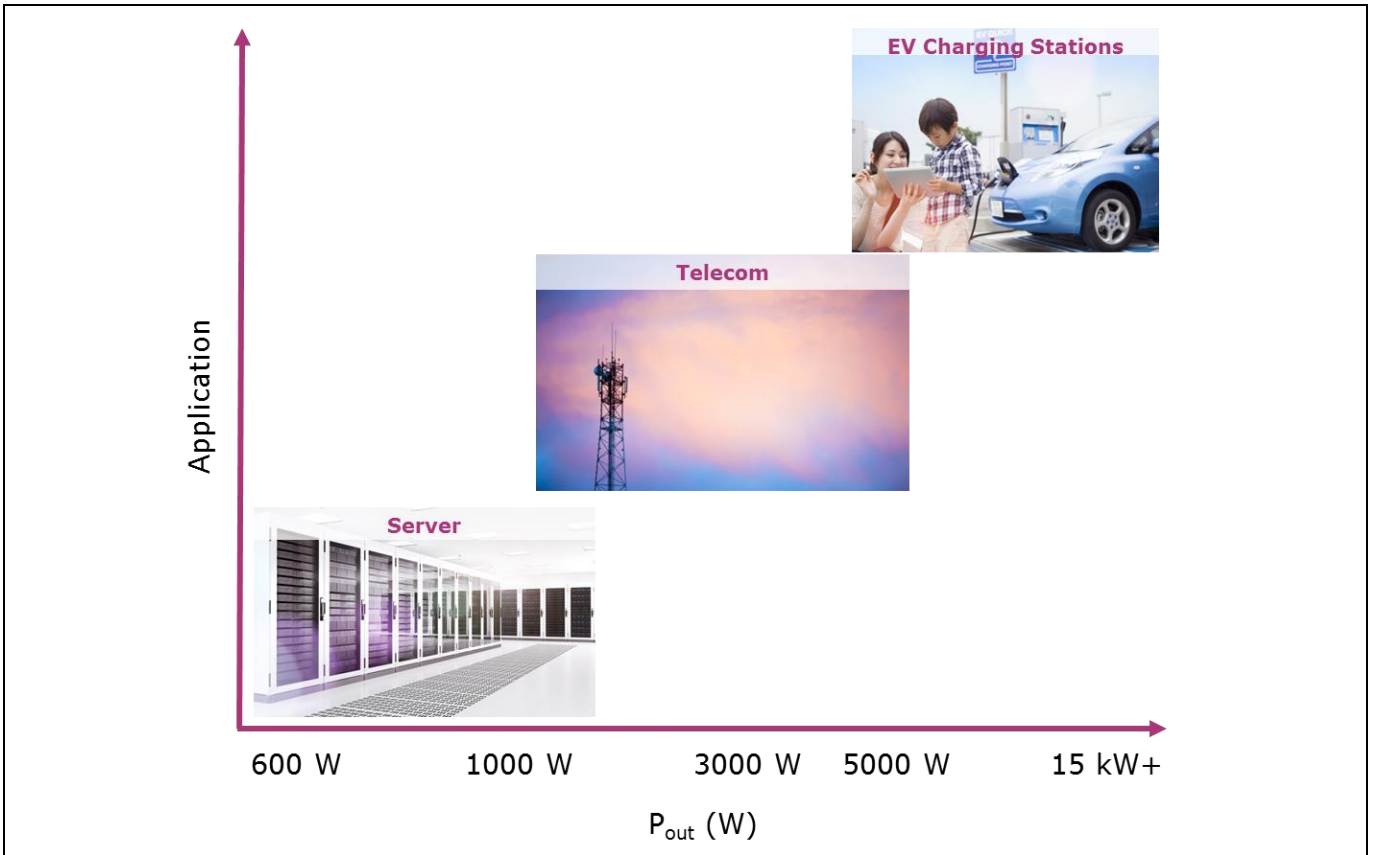 EV Charging Stations
Telecom
Application
Server
600 W
1000 W
3000 W
5000 W
15 kW+
Pout (W)